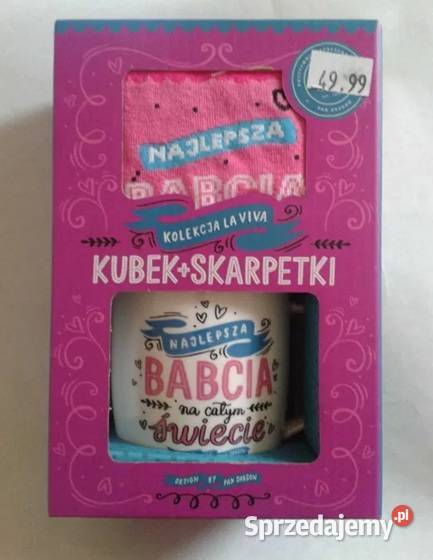 49.99
NAJLEPSZA
BABCIA
KOLEKCJA LA VIVA
KUBEK+SKARPETKI
NAJLEPSZA
BABCIA
na całym
świecie
DESIGN BY PAN DRAGON
Sprzedajemy.pl